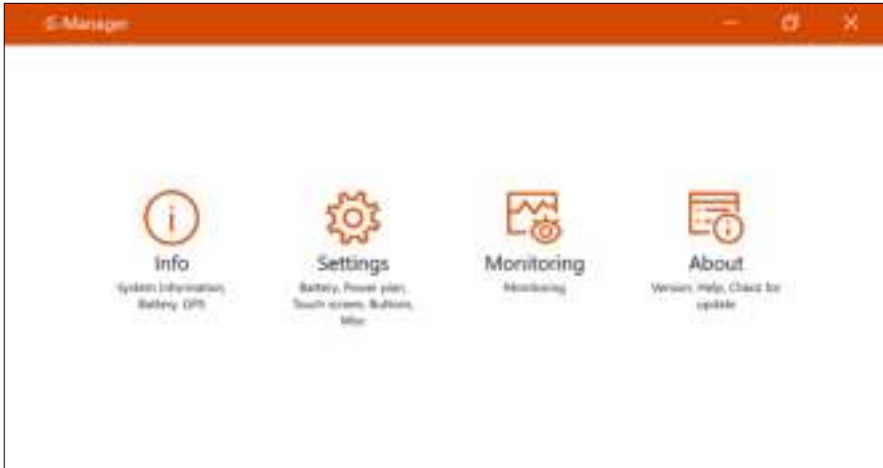 G-Manager
Info
System Information,
Battery, GPS
Settings
Battery, Power plan,
Touch screen, Buttons,
Misc
Monitoring
Monitoring
About
Version, Help, Check for
update